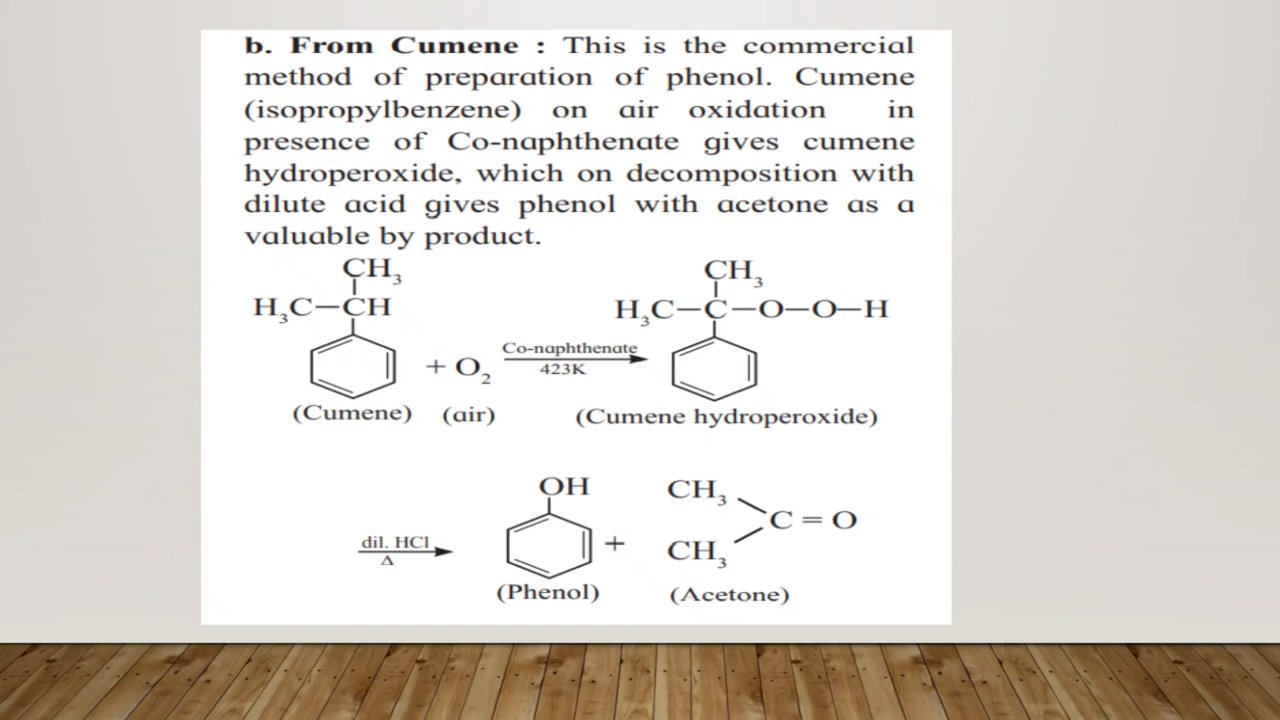 b. From Cumene : This is the commercial
method of preparation of phenol. Cumene
(isopropylbenzene) on air oxidation in
presence of Co-naphthenate gives cumene
hydroperoxide, which on decomposition with
dilute acid gives phenol with acetone as a
valuable by product.
CH₃ CH₃
H₃C–CH H₃C–C–O–O–H
+ O₂ Co-naphthenate
423K
(Cumene) (air) (Cumene hydroperoxide)
OH CH₃
C = O
dil. HCl +
Δ CH₃
(Phenol) (Acetone)